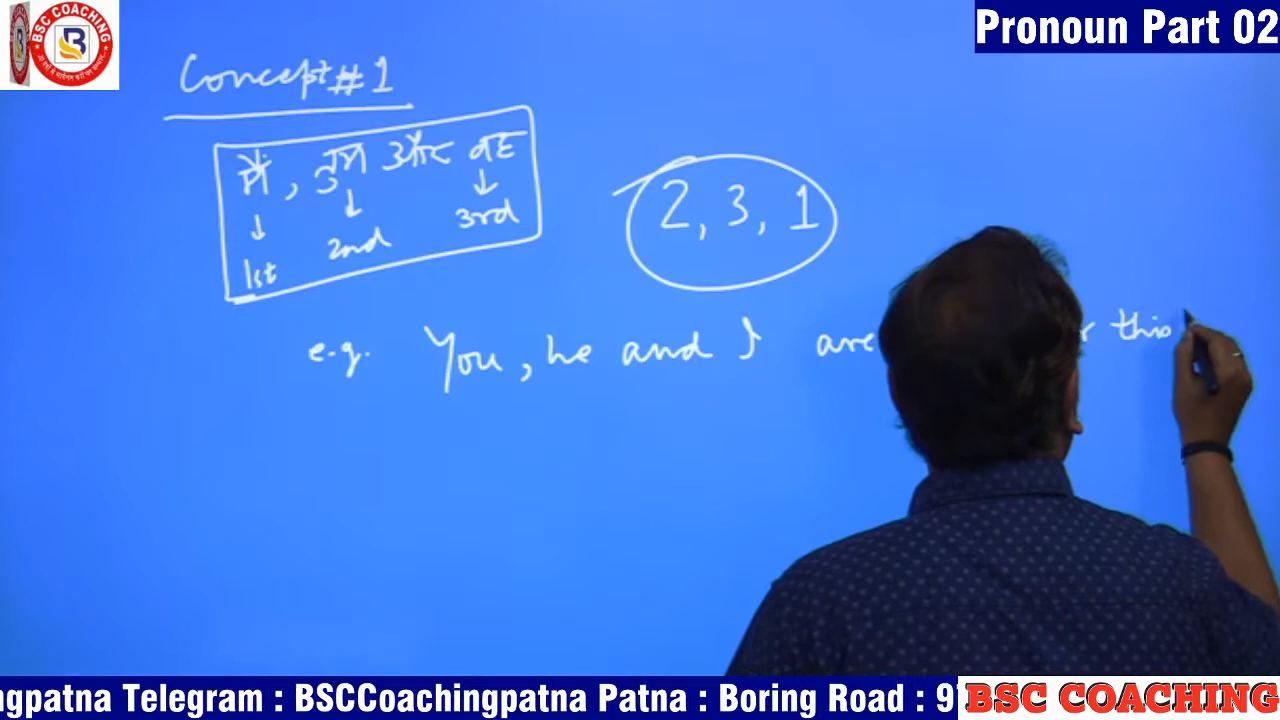 BSC COACHING
Pronoun Part 02
Concept #1
मैं, तुम और वह
1st 2nd 3rd
2, 3, 1
e.g. You, he and I are this
ngpatna Telegram : BSCCoachingpatna Patna : Boring Road : 9
BSC COACHING